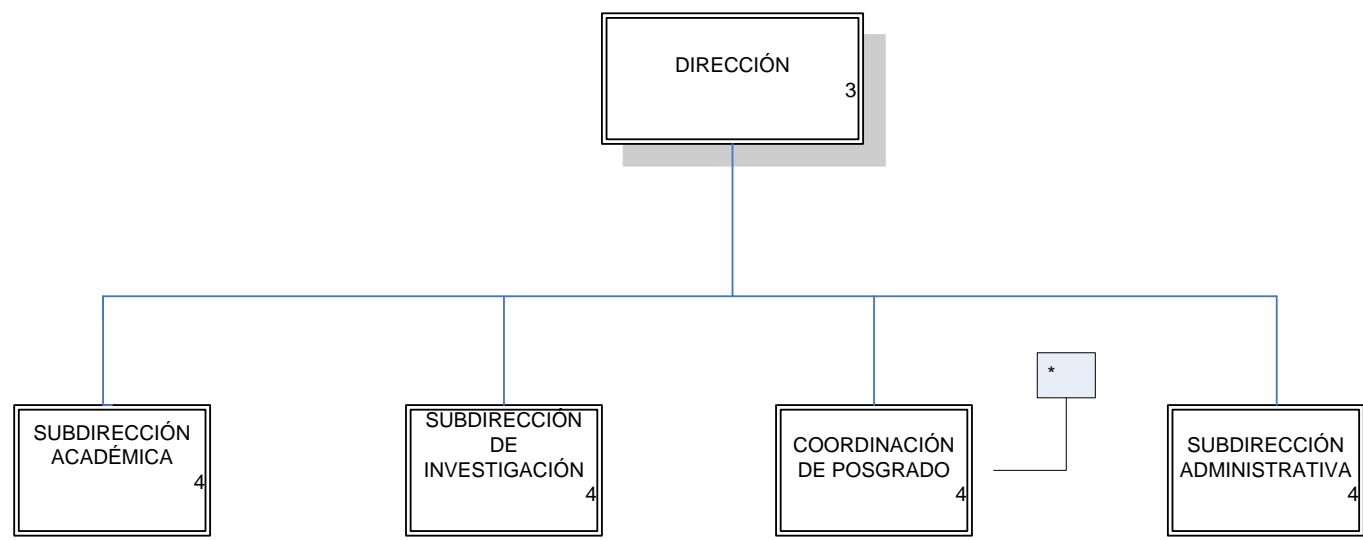 DIRECCIÓN
3
*
SUBDIRECCIÓN
ACADÉMICA
4
SUBDIRECCIÓN
DE
INVESTIGACIÓN
4
COORDINACIÓN
DE POSGRADO
4
SUBDIRECCIÓN
ADMINISTRATIVA
4